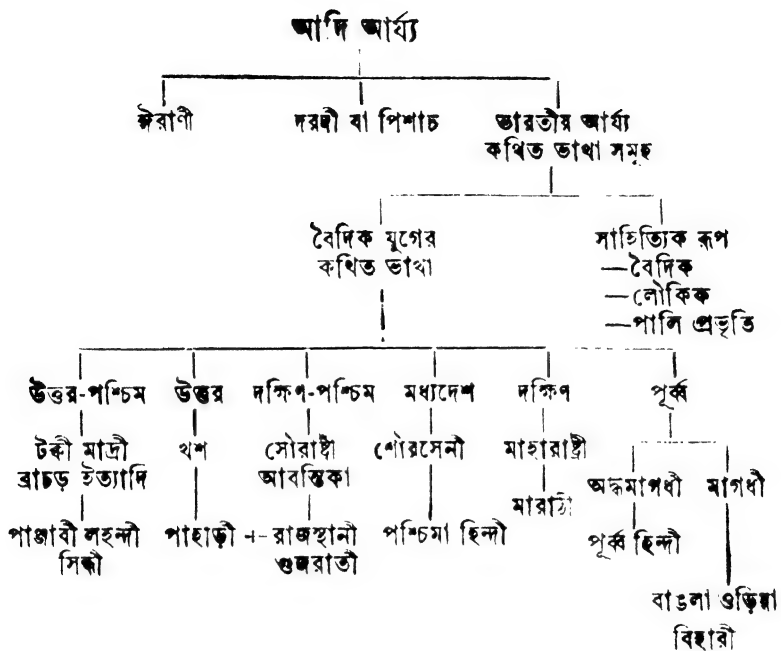 আদি আর্য্য
ঈরাণী
দরদী বা পিশাচ
ভারতীয় আর্য্য
কথিত ভাষা সমূহ
বৈদিক যুগের
কথিত ভাষা
সাহিত্যিক রূপ
—বৈদিক
—লৌকিক
—পালি প্রভৃতি
উত্তর-পশ্চিম
উত্তর
দক্ষিণ-পশ্চিম
মধ্যদেশ
দক্ষিণ
পূর্ব্ব
টক্কী মাদ্রী
ব্রাচড় ইত্যাদি
খশ
সৌরাষ্ট্রী
আবন্তিকা
শৌরসেনী
মাহারাষ্ট্রী
অর্দ্ধমাগধী
মাগধী
পাঞ্জাবী লহন্দী
সিন্ধী
পাহাড়ী +- রাজস্থানী
গুজরাতী
পশ্চিমা হিন্দী
মারাঠী
পূর্ব্ব হিন্দী
বাঙলা ওড়িয়া
বিহারী